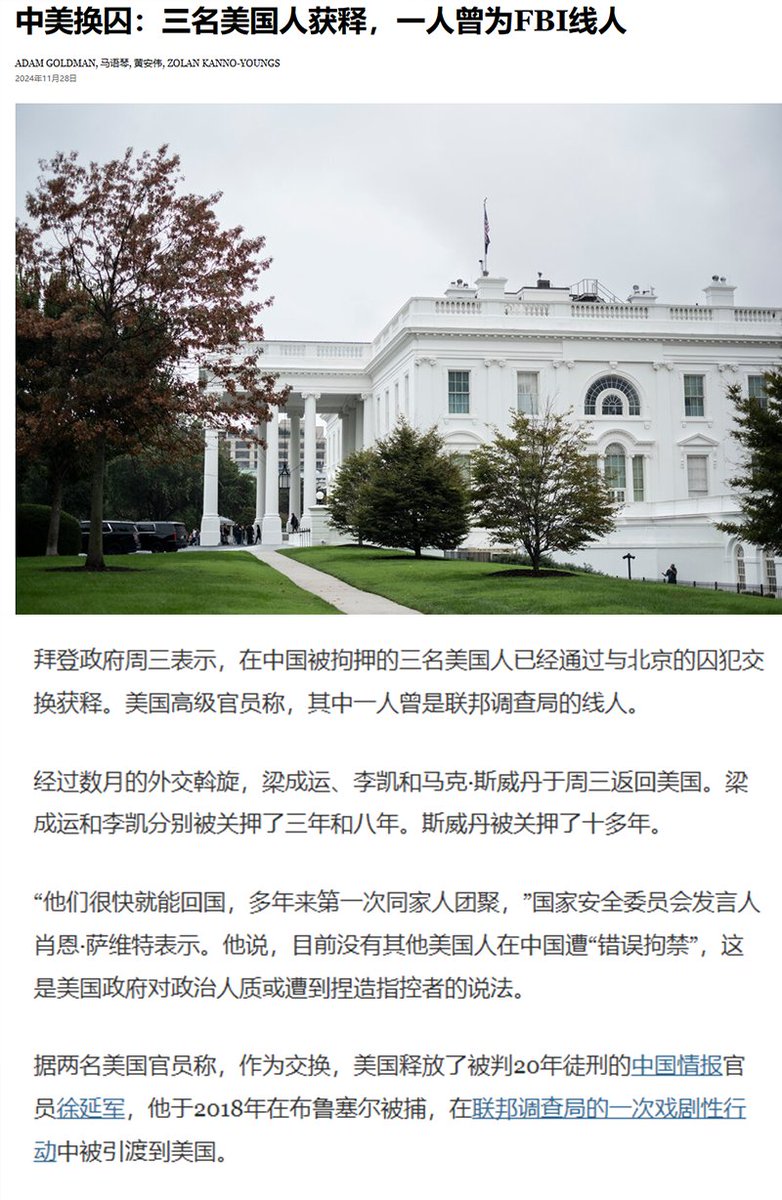 中美换囚：三名美国人获释，一人曾为FBI线人
ADAM GOLDMAN, 马语琴, 黄安伟, ZOLAN KANNO-YOUNGS
2024年11月28日
拜登政府周三表示，在中国被拘押的三名美国人已经通过与北京的囚犯交
换获释。美国高级官员称，其中一人曾是联邦调查局的线人。
经过数月的外交斡旋，梁成运、李凯和马克·斯威丹于周三返回美国。梁
成运和李凯分别被关押了三年和八年。斯威丹被关押了十多年。
“他们很快就能回国，多年来第一次同家人团聚，”国家安全委员会发言人
肖恩·萨维特表示。他说，目前没有其他美国人在中国遭“错误拘禁”，这
是美国政府对政治人质或遭到捏造指控者的说法。
据两名美国官员称，作为交换，美国释放了被判20年徒刑的中国情报官
员徐延军，他于2018年在布鲁塞尔被捕，在联邦调查局的一次戏剧性行
动中被引渡到美国。